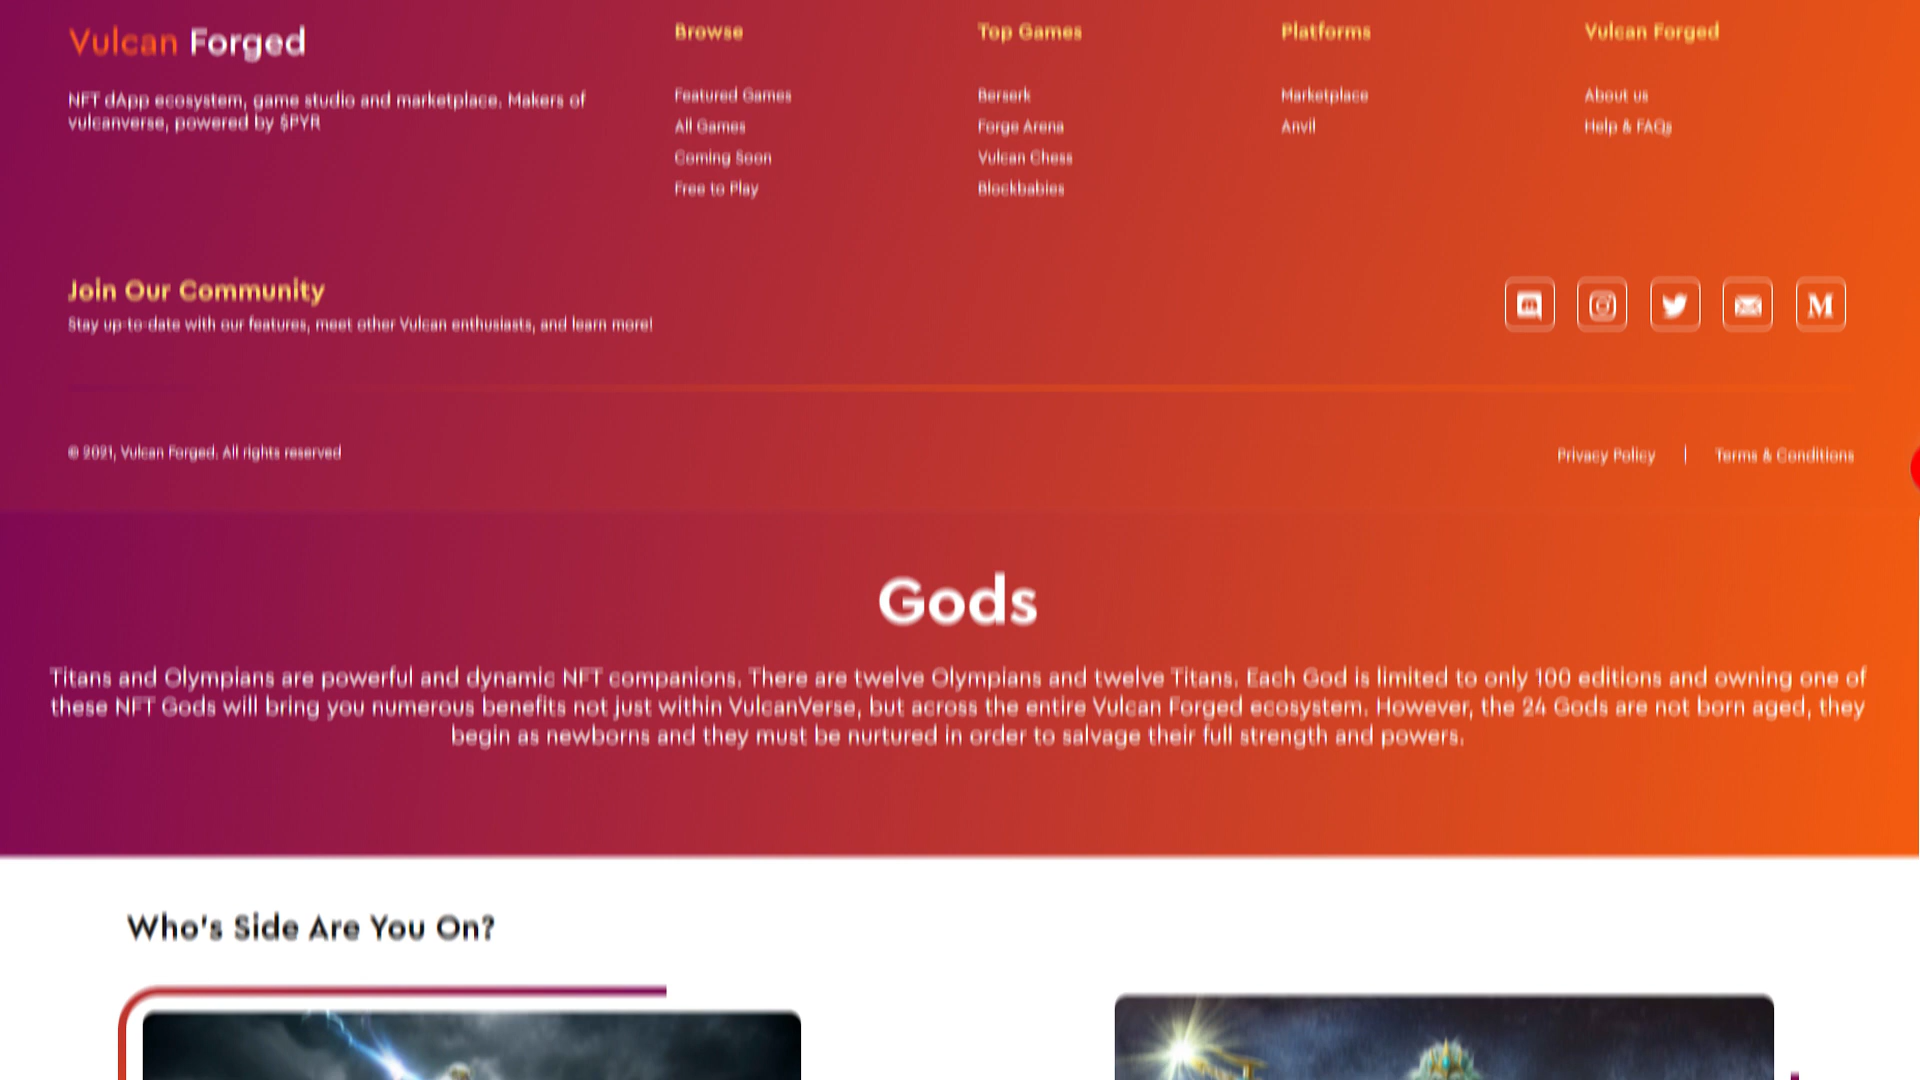 Vulcan Forged
NFT dApp ecosystem, game studio and marketplace. Makers of
vulcanverse, powered by $PYR
Browse
Featured Games
All Games
Coming Soon
Free to Play
Top Games
Berserk
Forge Arena
Vulcan Chess
Blockbabies
Platforms
Marketplace
Anvil
Vulcan Forged
About us
Help & FAQs
Join Our Community
Stay up-to-date with our features, meet other Vulcan enthusiasts, and learn more!
M
© 2021, Vulcan Forged. All rights reserved
Privacy Policy | Terms & Conditions
Gods
Titans and Olympians are powerful and dynamic NFT companions. There are twelve Olympians and twelve Titans. Each God is limited to only 100 editions and owning one of
these NFT Gods will bring you numerous benefits not just within VulcanVerse, but across the entire Vulcan Forged ecosystem. However, the 24 Gods are not born aged, they
begin as newborns and they must be nurtured in order to salvage their full strength and powers.
Who's Side Are You On?